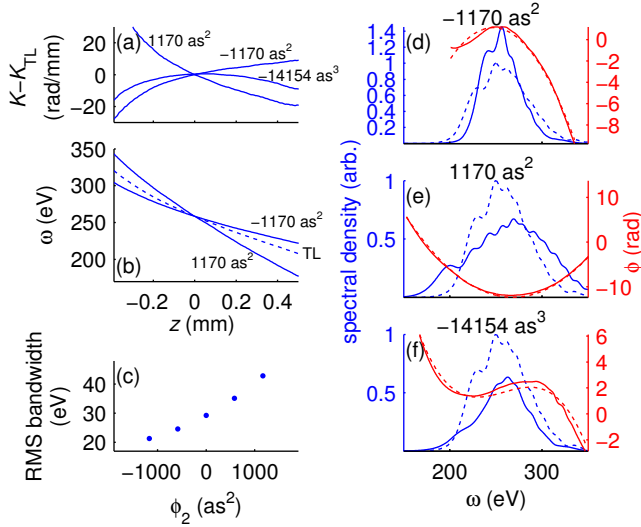 (a)
K−K_TL (rad/mm)
20
0
−20
1170 as²
−1170 as²
−14154 as³
(b)
ω (eV)
350
300
250
200
−1170 as²
TL
1170 as²
−0.2 0 0.2 0.4
z (mm)
(c)
RMS bandwidth (eV)
40
30
20
−1000 0 1000
ϕ₂ (as²)
−1170 as²
(d)
1.4
1.2
1
0.8
0.6
0.4
0.2
0
−2
−4
−6
−8
1170 as²
(e)
spectral density (arb.)
1
0.5
10
0
−10
ϕ (rad)
−14154 as³
(f)
1
0.5
6
4
2
0
−2
200 300
ω (eV)